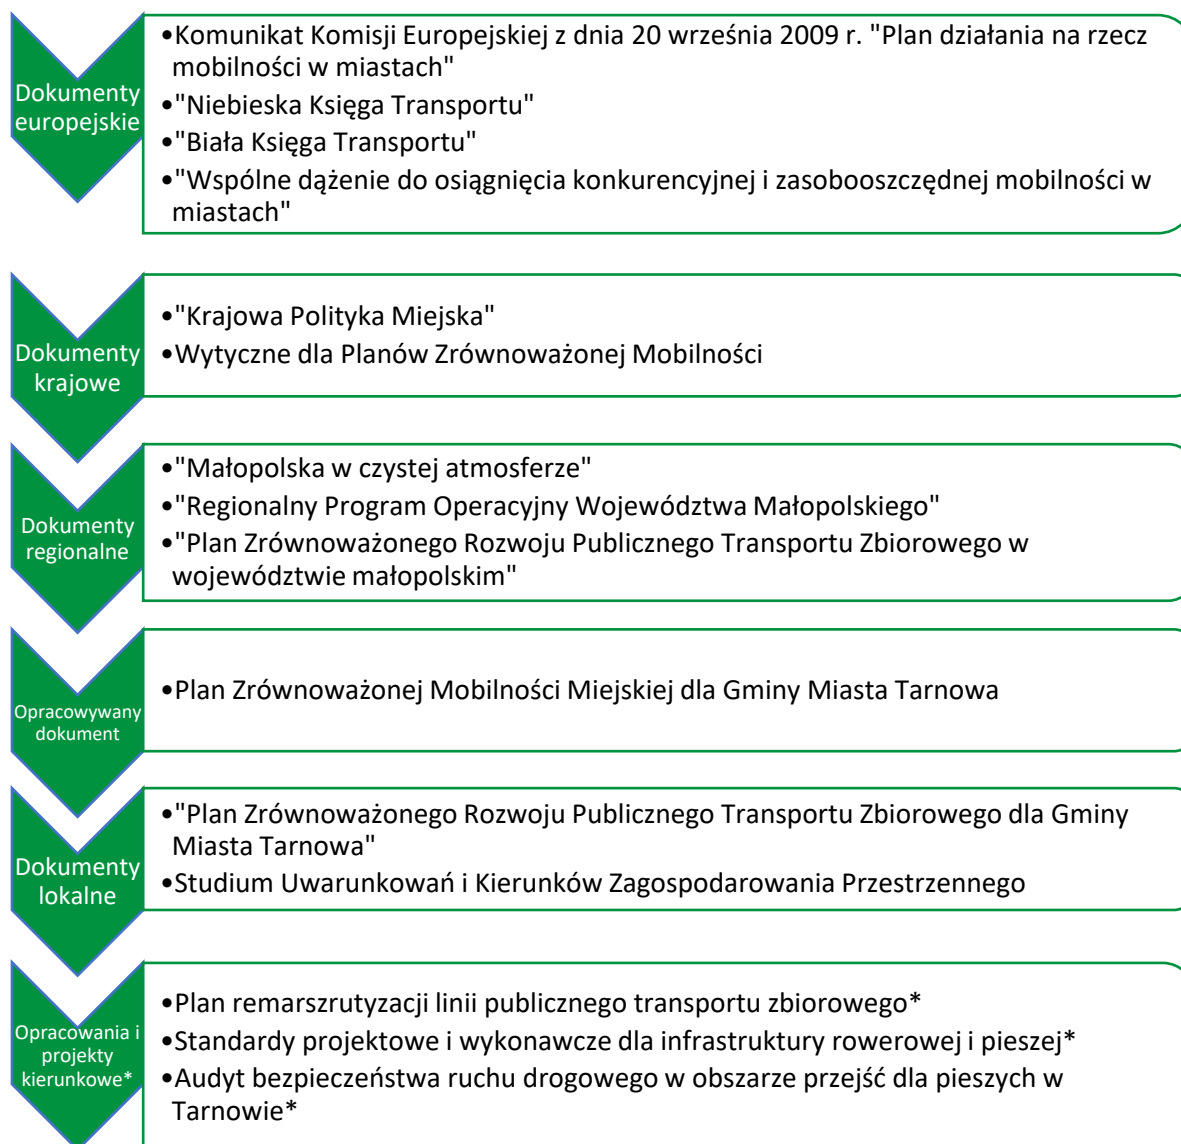 Dokumenty
europejskie
•Komunikat Komisji Europejskiej z dnia 20 września 2009 r. "Plan działania na rzecz
mobilności w miastach"
•"Niebieska Księga Transportu"
•"Biała Księga Transportu"
•"Wspólne dążenie do osiągnięcia konkurencyjnej i zasobooszczędnej mobilności w
miastach"
Dokumenty
krajowe
•"Krajowa Polityka Miejska"
•Wytyczne dla Planów Zrównoważonej Mobilności
Dokumenty
regionalne
•"Małopolska w czystej atmosferze"
•"Regionalny Program Operacyjny Województwa Małopolskiego"
•"Plan Zrównoważonego Rozwoju Publicznego Transportu Zbiorowego w
województwie małopolskim"
Opracowywany
dokument
•Plan Zrównoważonej Mobilności Miejskiej dla Gminy Miasta Tarnowa
Dokumenty
lokalne
•"Plan Zrównoważonego Rozwoju Publicznego Transportu Zbiorowego dla Gminy
Miasta Tarnowa"
•Studium Uwarunkowań i Kierunków Zagospodarowania Przestrzennego
Opracowania i
projekty
kierunkowe*
•Plan remarszrutyzacji linii publicznego transportu zbiorowego*
•Standardy projektowe i wykonawcze dla infrastruktury rowerowej i pieszej*
•Audyt bezpieczeństwa ruchu drogowego w obszarze przejść dla pieszych w
Tarnowie*